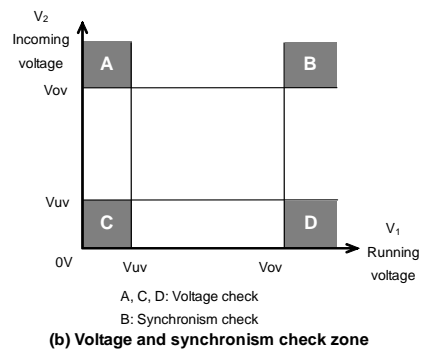 V2
Incoming
voltage
A
B
Vov
Vuv
C
D
V1
Running
voltage
0V
Vuv
Vov
A, C, D: Voltage check
B: Synchronism check
(b) Voltage and synchronism check zone